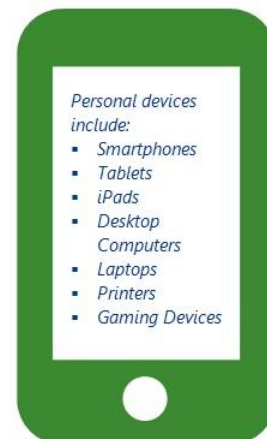 Personal devices
include:
▪ Smartphones
▪ Tablets
▪ iPads
▪ Desktop
Computers
▪ Laptops
▪ Printers
▪ Gaming Devices